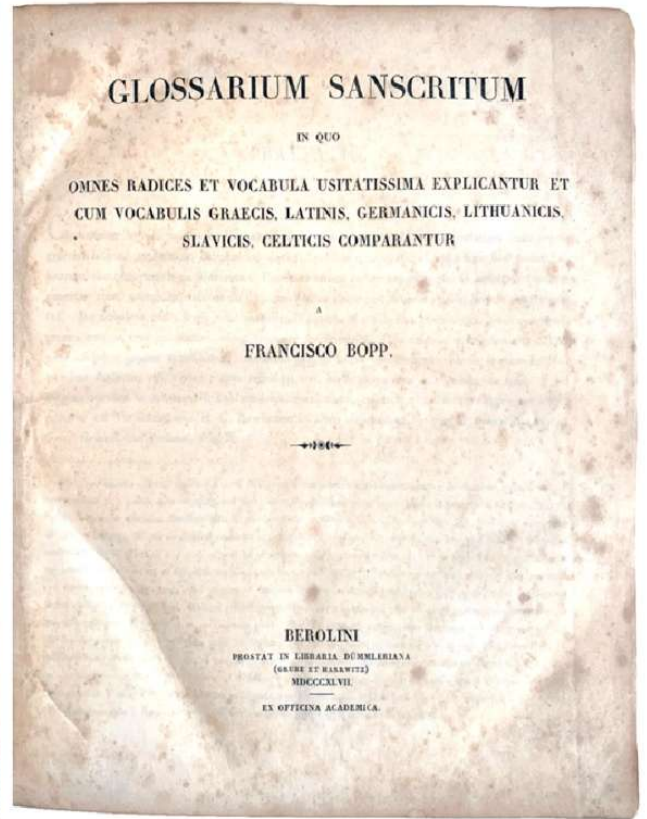 GLOSSARIUM SANSCRITUM
IN QUO
OMNES RADICES ET VOCABULA USITATISSIMA EXPLICANTUR ET
CUM VOCABULIS GRAECIS, LATINIS, GERMANICIS, LITHUANICIS,
SLAVICIS, CELTICIS COMPARANTUR
A
FRANCISCO BOPP.
BEROLINI
PROSTAT IN LIBRARIA DÜMMLERIANA
(GRUBE ET HARRWITZ)
MDCCCXLVII.
EX OFFICINA ACADEMICA.